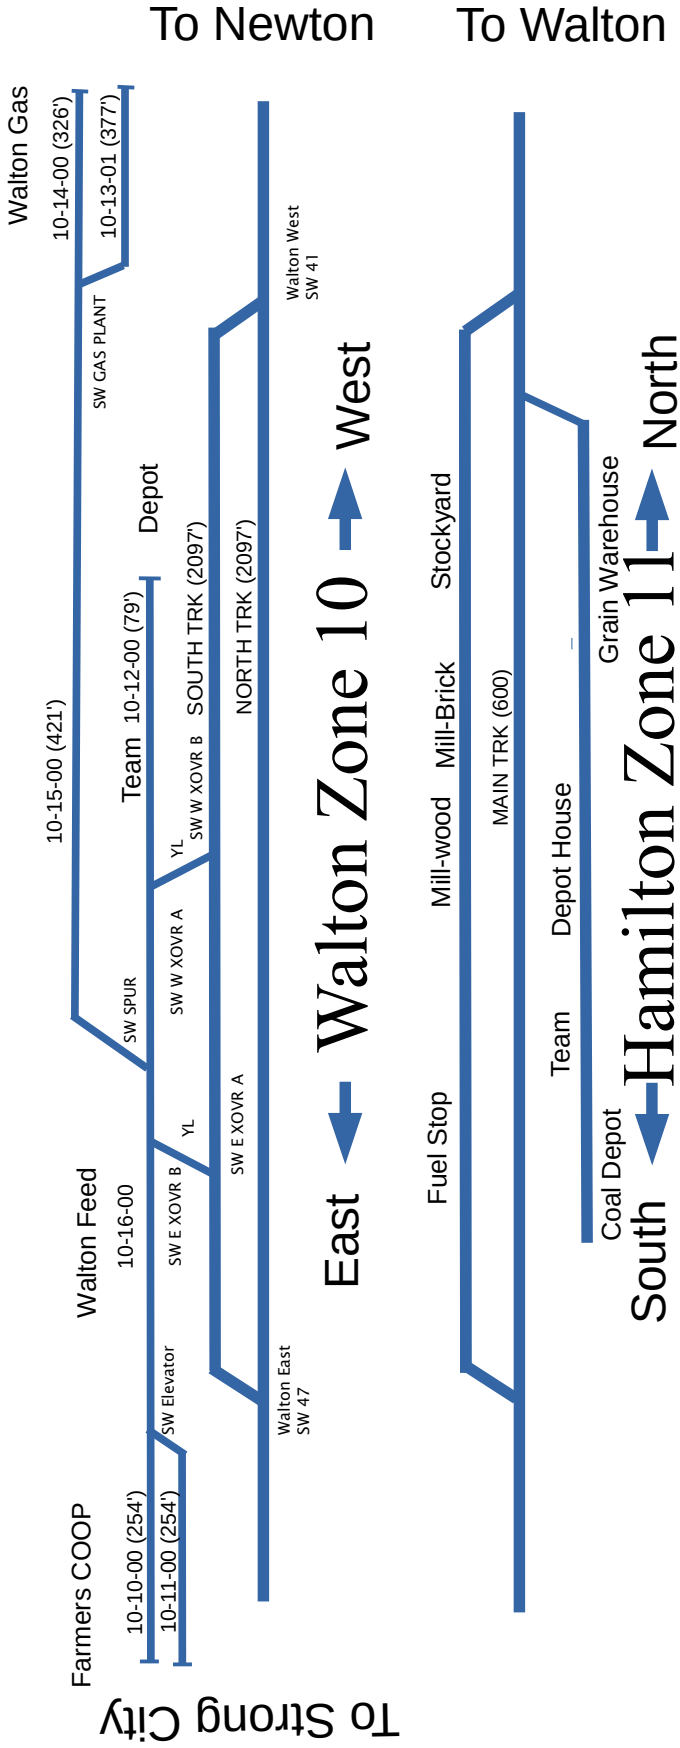 To Newton
To Walton
Walton Gas
10-14-00 (326')
10-13-01 (377')
SW GAS PLANT
Walton West
SW 41
10-15-00 (421')
Depot
Team
10-12-00 (79')
SOUTH TRK (2097')
NORTH TRK (2097')
SW W XOVR B
YL
SW W XOVR A
SW SPUR
YL
SW E XOVR A
SW E XOVR B
Walton Feed
10-16-00
SW Elevator
Walton East
SW 47
Farmers COOP
10-10-00 (254')
10-11-00 (254')
East
Walton Zone 10
West
Fuel Stop
Mill-wood
Mill-Brick
Stockyard
MAIN TRK (600)
Team
Depot House
Coal Depot
Grain Warehouse
South
Hamilton Zone 11
North
To Strong City